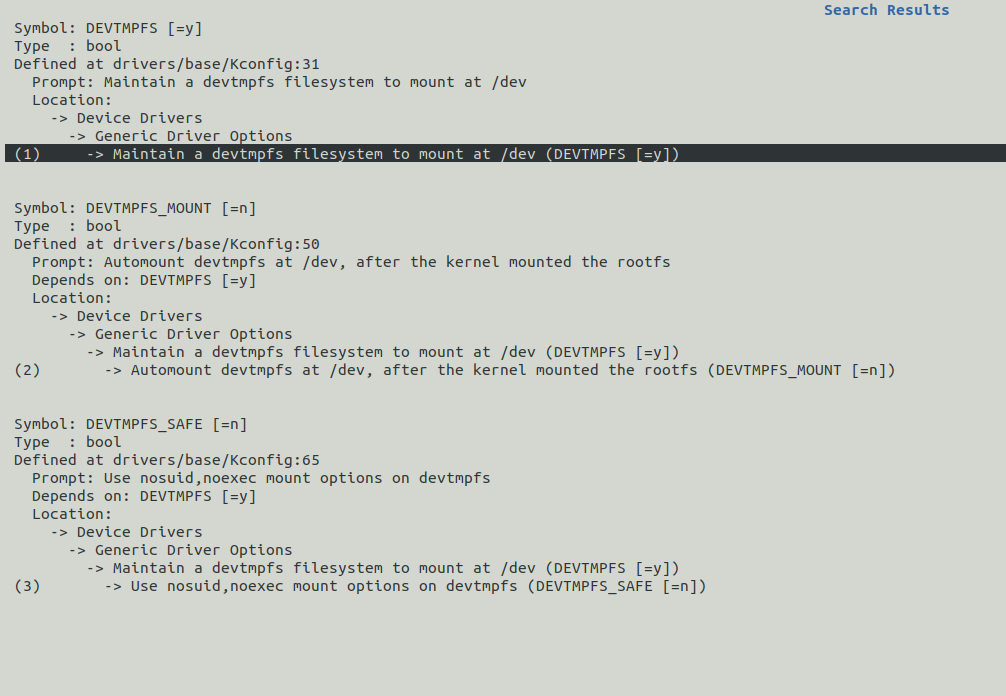 Search Results
Symbol: DEVTMPFS [=y]
Type  : bool
Defined at drivers/base/Kconfig:31
  Prompt: Maintain a devtmpfs filesystem to mount at /dev
  Location:
    -> Device Drivers
      -> Generic Driver Options
(1)     -> Maintain a devtmpfs filesystem to mount at /dev (DEVTMPFS [=y])
Symbol: DEVTMPFS_MOUNT [=n]
Type  : bool
Defined at drivers/base/Kconfig:50
  Prompt: Automount devtmpfs at /dev, after the kernel mounted the rootfs
  Depends on: DEVTMPFS [=y]
  Location:
    -> Device Drivers
      -> Generic Driver Options
        -> Maintain a devtmpfs filesystem to mount at /dev (DEVTMPFS [=y])
(2)       -> Automount devtmpfs at /dev, after the kernel mounted the rootfs (DEVTMPFS_MOUNT [=n])
Symbol: DEVTMPFS_SAFE [=n]
Type  : bool
Defined at drivers/base/Kconfig:65
  Prompt: Use nosuid,noexec mount options on devtmpfs
  Depends on: DEVTMPFS [=y]
  Location:
    -> Device Drivers
      -> Generic Driver Options
        -> Maintain a devtmpfs filesystem to mount at /dev (DEVTMPFS [=y])
(3)       -> Use nosuid,noexec mount options on devtmpfs (DEVTMPFS_SAFE [=n])